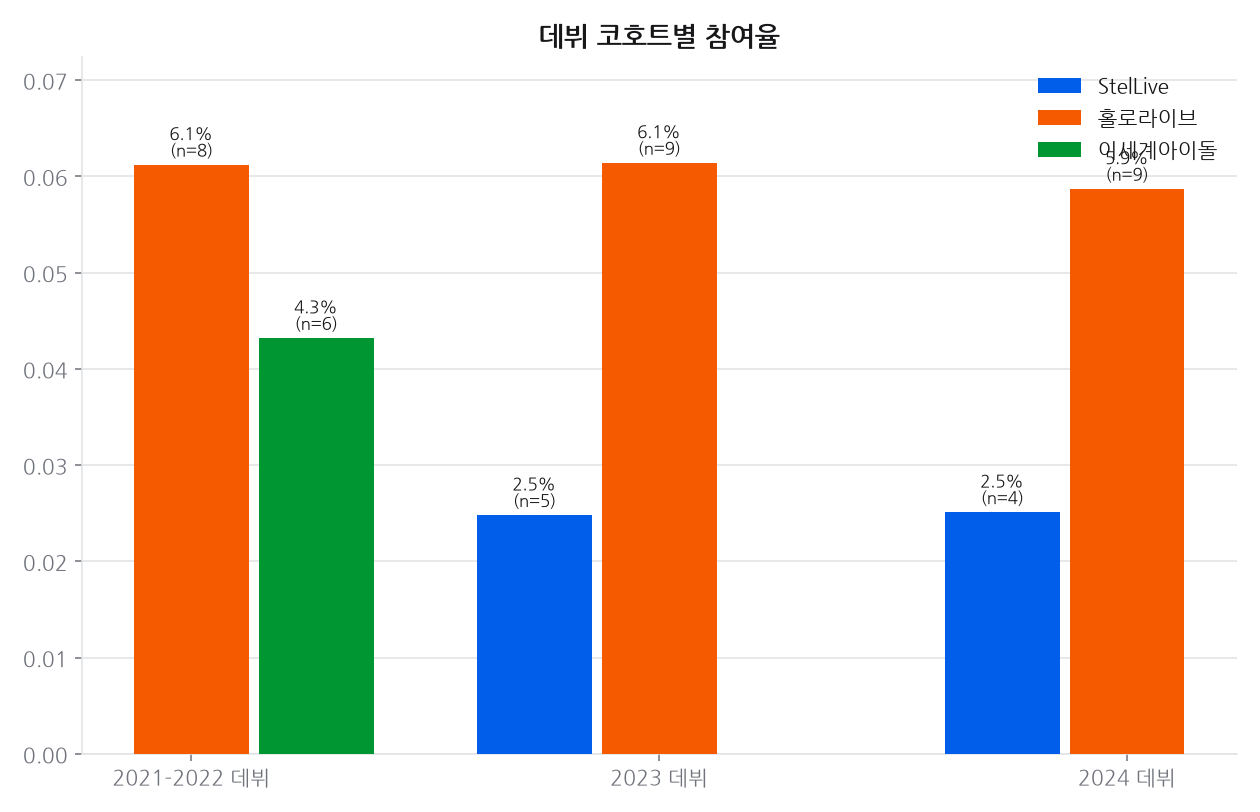 데뷔 코호트별 참여율
0.07
0.06
0.05
0.04
0.03
0.02
0.01
0.00
StelLive
홀로라이브
이세계아이돌
6.1%
(n=8)
4.3%
(n=6)
2.5%
(n=5)
6.1%
(n=9)
2.5%
(n=4)
5.9%
(n=9)
2021-2022 데뷔
2023 데뷔
2024 데뷔